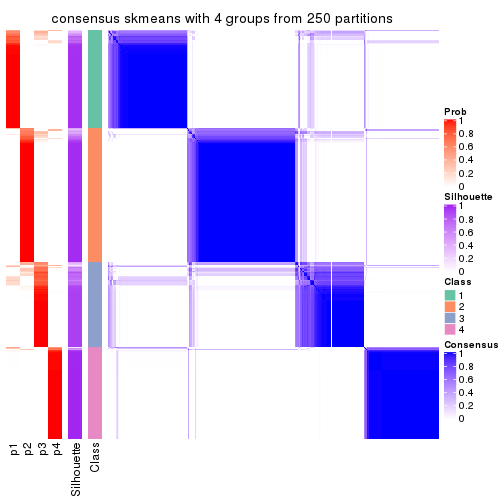 consensus skmeans with 4 groups from 250 partitions
Prob
1
0.8
0.6
0.4
0.2
0
Silhouette
1
0.8
0.6
0.4
0.2
0
Class
1
2
3
4
Consensus
1
0.8
0.6
0.4
0.2
0
p1
p2
p3
p4
Silhouette
Class